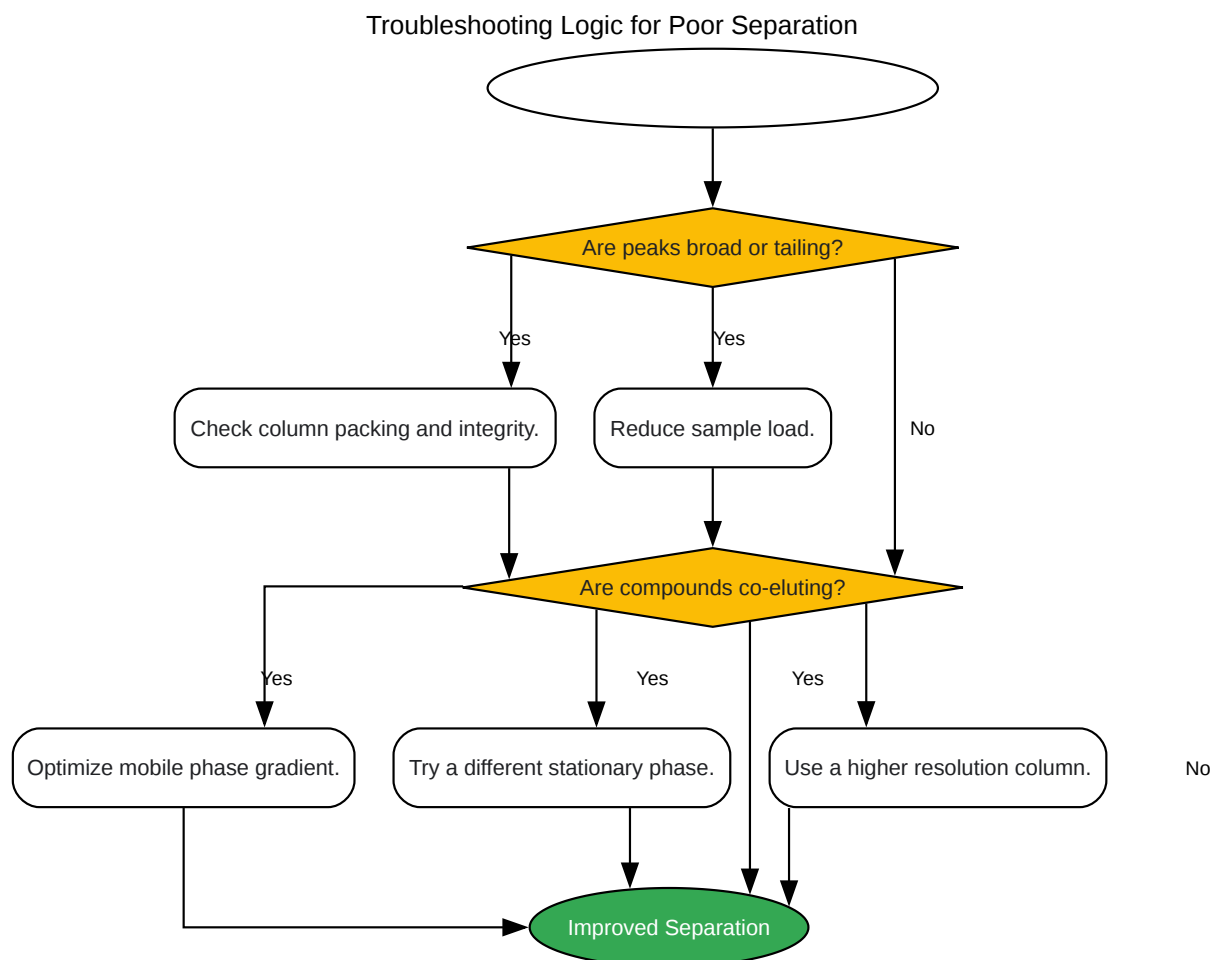 Troubleshooting Logic for Poor Separation
Are peaks broad or tailing?
Yes
Yes
Check column packing and integrity.
Reduce sample load.
No
Are compounds co-eluting?
Yes
Yes
Yes
Optimize mobile phase gradient.
Try a different stationary phase.
Use a higher resolution column.
No
Improved Separation